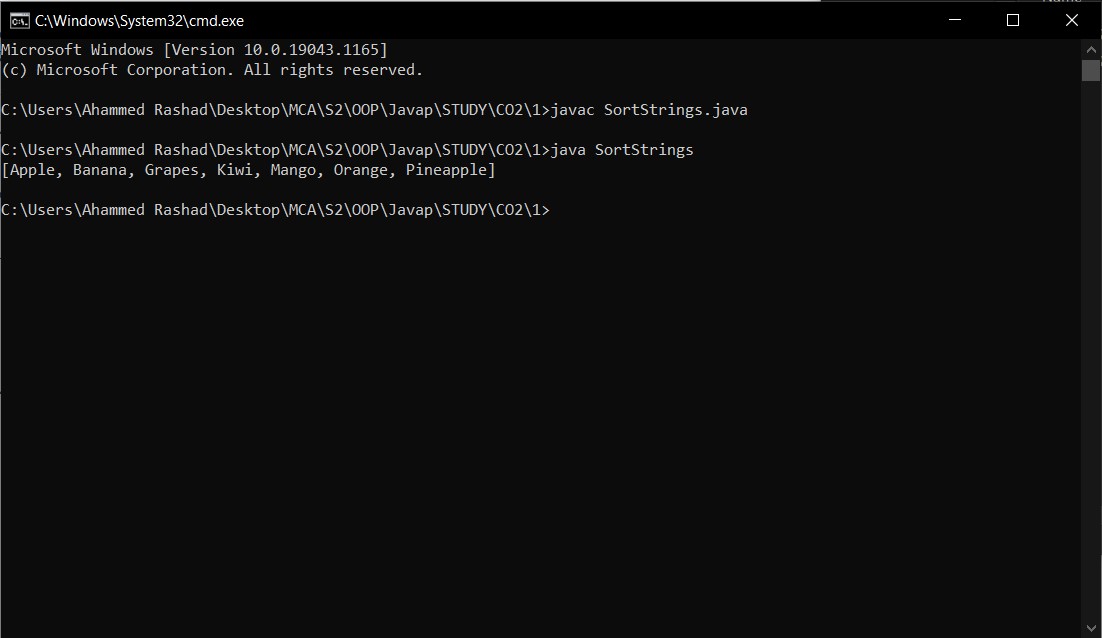 C:\Windows\System32\cmd.exe
Microsoft Windows [Version 10.0.19043.1165]
(c) Microsoft Corporation. All rights reserved.
C:\Users\Ahammed Rashad\Desktop\MCA\S2\OOP\Javap\STUDY\CO2\1>javac SortStrings.java
C:\Users\Ahammed Rashad\Desktop\MCA\S2\OOP\Javap\STUDY\CO2\1>java SortStrings
[Apple, Banana, Grapes, Kiwi, Mango, Orange, Pineapple]
C:\Users\Ahammed Rashad\Desktop\MCA\S2\OOP\Javap\STUDY\CO2\1>